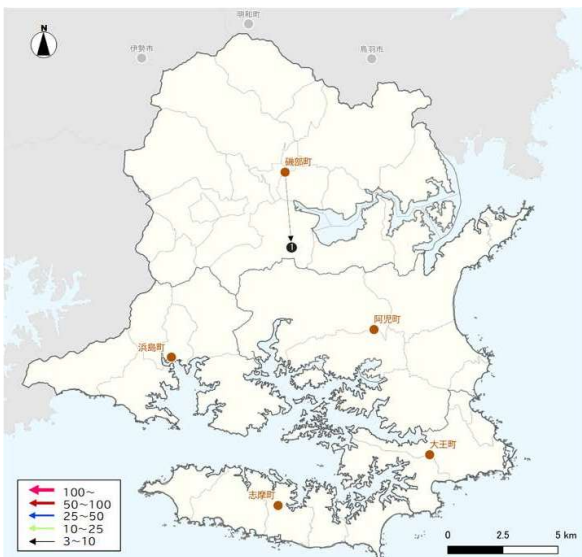 明和町
N
伊勢市
鳥羽市
磯部町
1
阿児町
浜島町
大王町
志摩町
100~
50~100
25~50
10~25
3~10
0 2.5 5 km